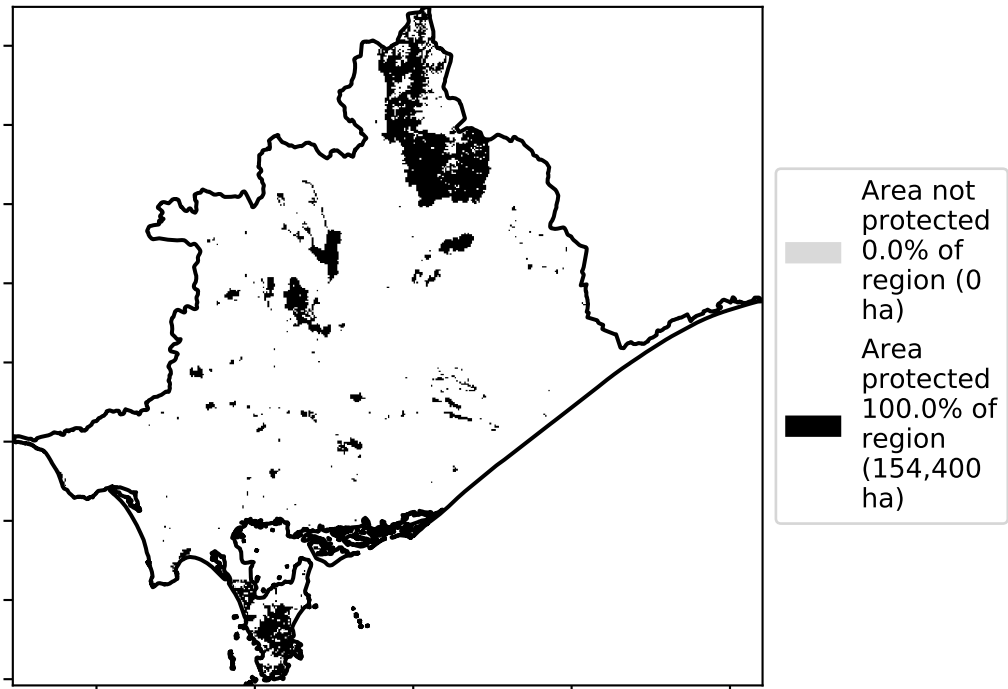 Area not
protected
0.0% of
region (0
ha)
Area
protected
100.0% of
region
(154,400
ha)